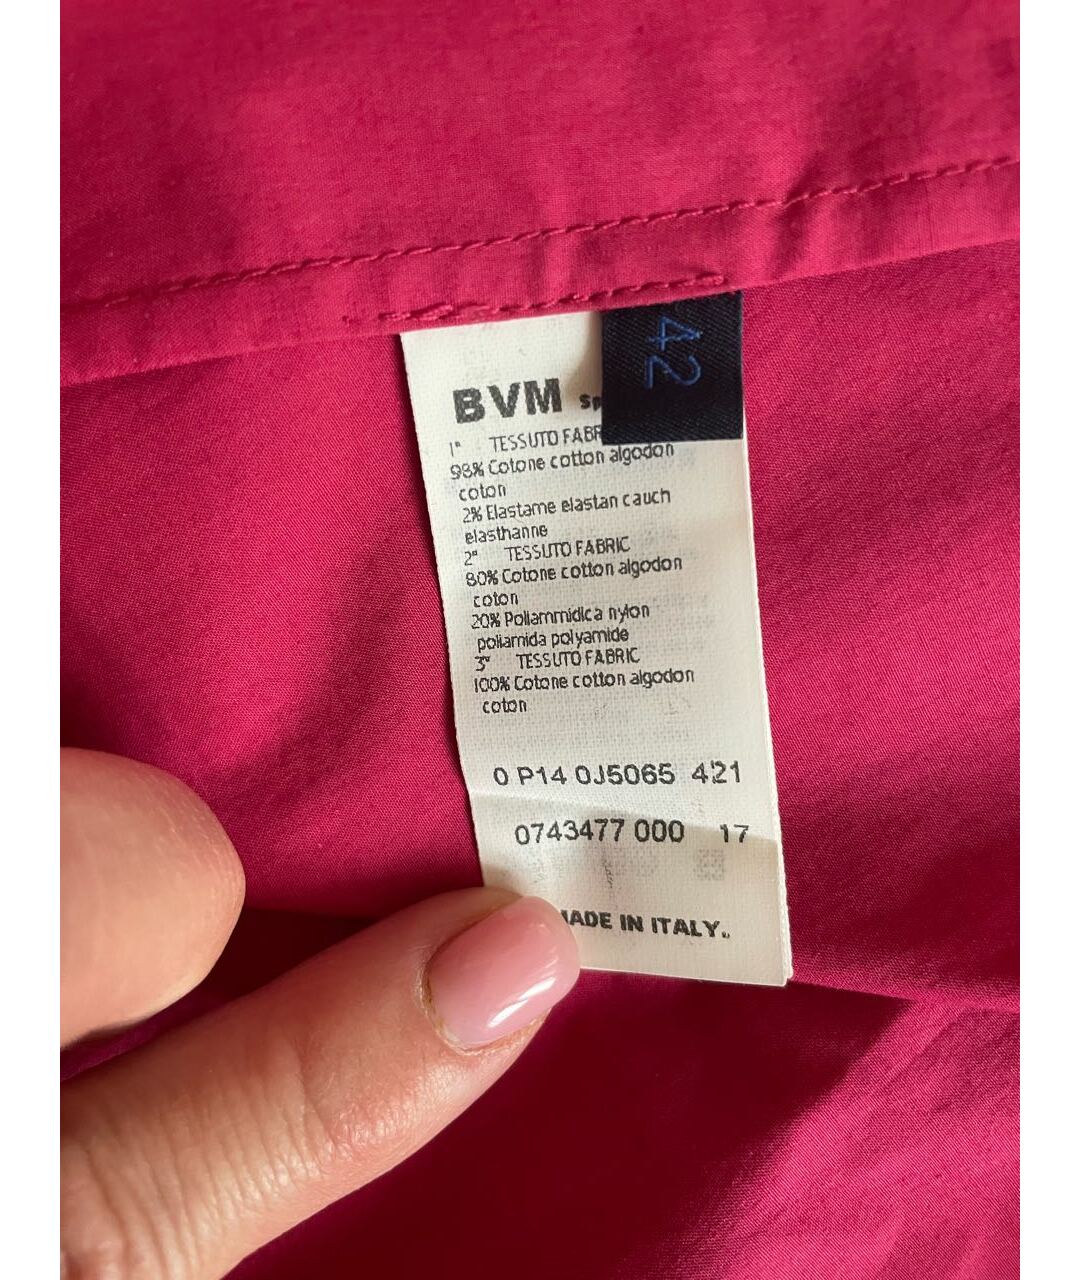 42
BVM
1° TESSUTO FABR
98% Cotone cotton algodon
coton
2% Elastame elastan cauch
elasthanne
2° TESSUTO FABRIC
80% Cotone cotton algodon
coton
20% Poliammidica nylon
poliamida polyamide
3° TESSUTO FABRIC
100% Cotone cotton algodon
coton
0 P14 0J5065 421
0743477 000 17
MADE IN ITALY.